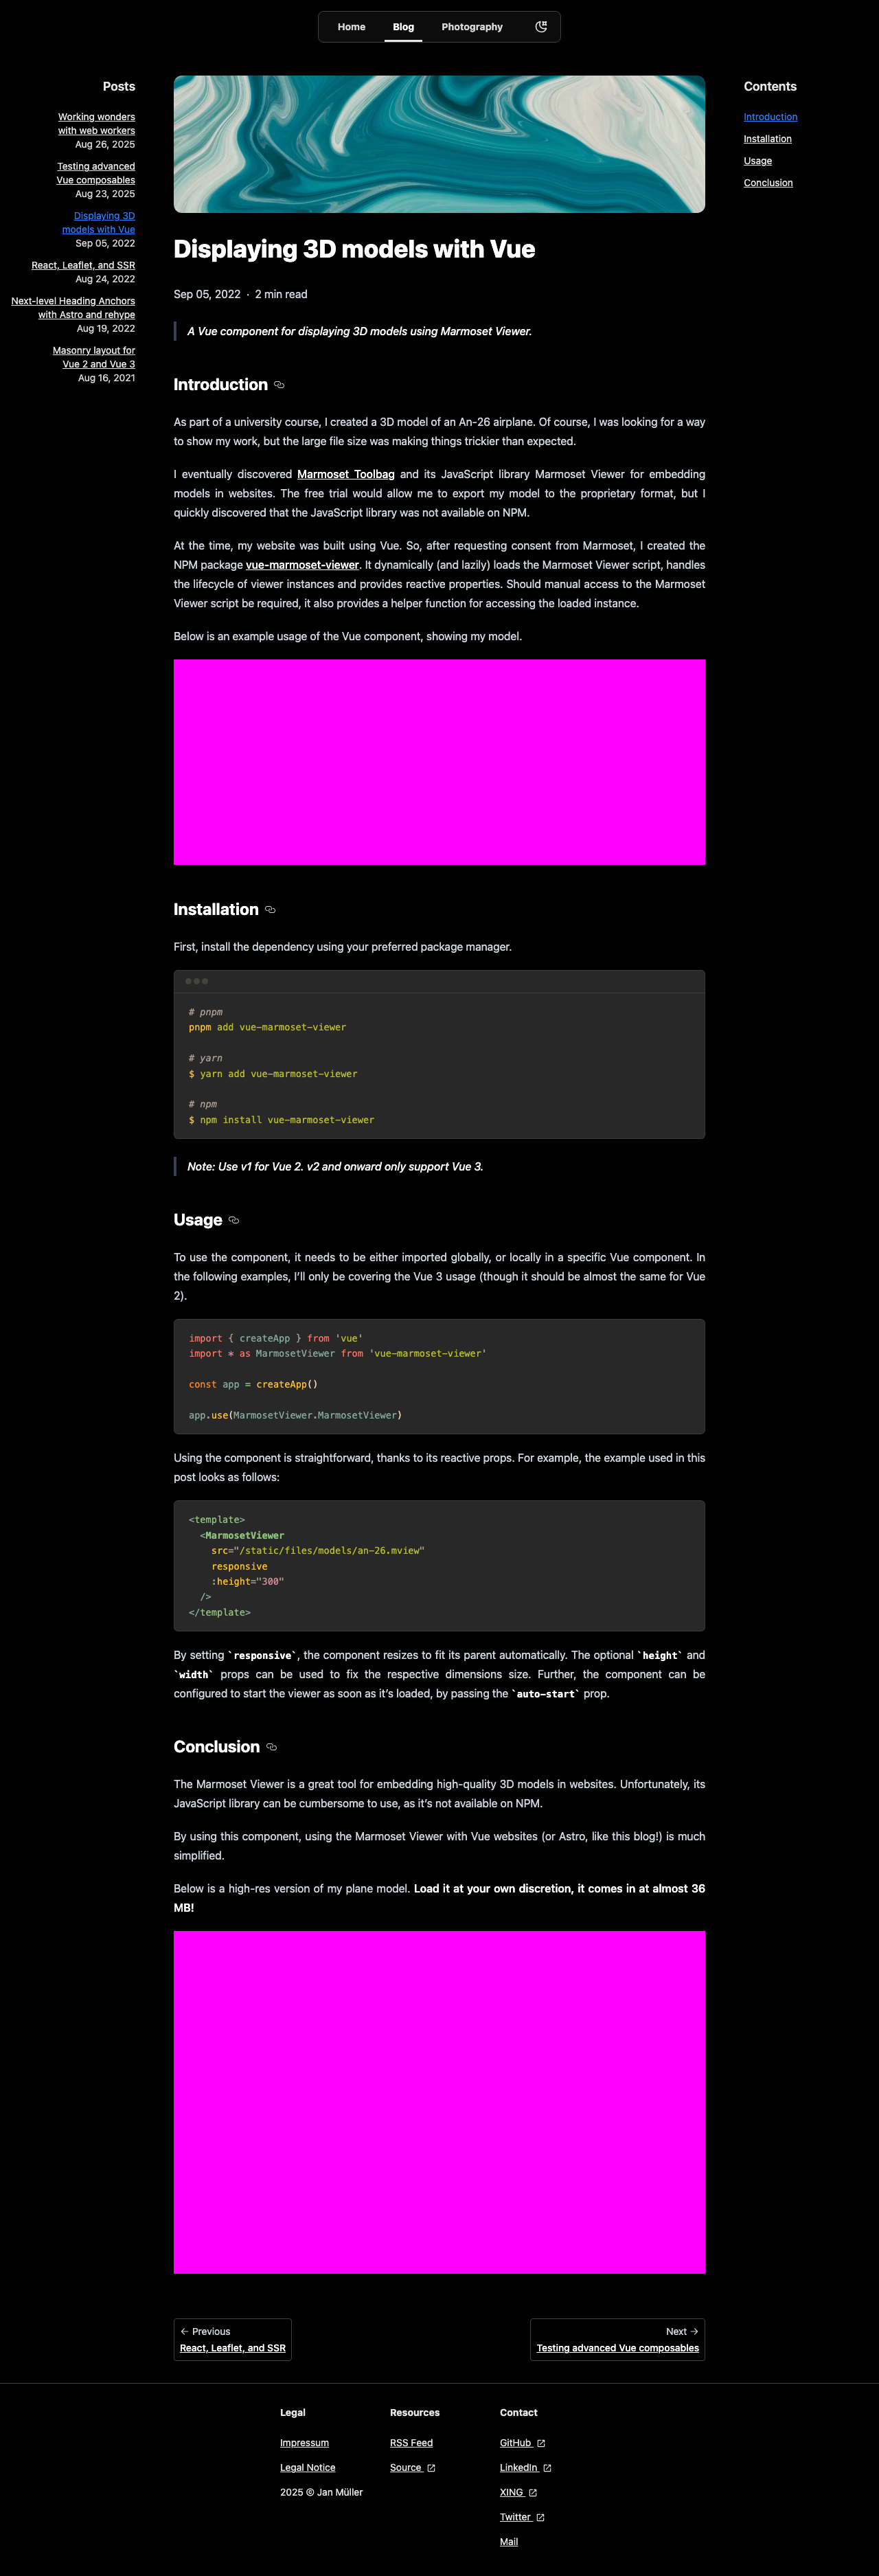 Home Blog Photography
Posts
Working wonders
with web workers
Aug 26, 2025
Testing advanced
Vue composables
Aug 23, 2025
Displaying 3D
models with Vue
Sep 05, 2022
React, Leaflet, and SSR
Aug 24, 2022
Next-level Heading Anchors
with Astro and rehype
Aug 19, 2022
Masonry layout for
Vue 2 and Vue 3
Aug 16, 2021
Contents
Introduction
Installation
Usage
Conclusion
Displaying 3D models with Vue
Sep 05, 2022 · 2 min read
A Vue component for displaying 3D models using Marmoset Viewer.
Introduction
As part of a university course, I created a 3D model of an An-26 airplane. Of course, I was looking for a way
to show my work, but the large file size was making things trickier than expected.
I eventually discovered Marmoset Toolbag and its JavaScript library Marmoset Viewer for embedding
models in websites. The free trial would allow me to export my model to the proprietary format, but I
quickly discovered that the JavaScript library was not available on NPM.
At the time, my website was built using Vue. So, after requesting consent from Marmoset, I created the
NPM package vue-marmoset-viewer. It dynamically (and lazily) loads the Marmoset Viewer script, handles
the lifecycle of viewer instances and provides reactive properties. Should manual access to the Marmoset
Viewer script be required, it also provides a helper function for accessing the loaded instance.
Below is an example usage of the Vue component, showing my model.
Installation
First, install the dependency using your preferred package manager.
# pnpm
pnpm add vue-marmoset-viewer
# yarn
$ yarn add vue-marmoset-viewer
# npm
$ npm install vue-marmoset-viewer
Note: Use v1 for Vue 2. v2 and onward only support Vue 3.
Usage
To use the component, it needs to be either imported globally, or locally in a specific Vue component. In
the following examples, I’ll only be covering the Vue 3 usage (though it should be almost the same for Vue
2).
import { createApp } from 'vue'
import * as MarmosetViewer from 'vue-marmoset-viewer'
const app = createApp()
app.use(MarmosetViewer.MarmosetViewer)
Using the component is straightforward, thanks to its reactive props. For example, the example used in this
post looks as follows:
<template>
<MarmosetViewer
src="/static/files/models/an-26.mview"
responsive
:height="300"
/>
</template>
By setting `responsive`, the component resizes to fit its parent automatically. The optional `height` and
`width` props can be used to fix the respective dimensions size. Further, the component can be
configured to start the viewer as soon as it’s loaded, by passing the `auto-start` prop.
Conclusion
The Marmoset Viewer is a great tool for embedding high-quality 3D models in websites. Unfortunately, its
JavaScript library can be cumbersome to use, as it’s not available on NPM.
By using this component, using the Marmoset Viewer with Vue websites (or Astro, like this blog!) is much
simplified.
Below is a high-res version of my plane model. Load it at your own discretion, it comes in at almost 36
MB!
← Previous
React, Leaflet, and SSR
Next →
Testing advanced Vue composables
Legal
Impressum
Legal Notice
2025 © Jan Müller
Resources
RSS Feed
Source
Contact
GitHub
LinkedIn
XING
Twitter
Mail